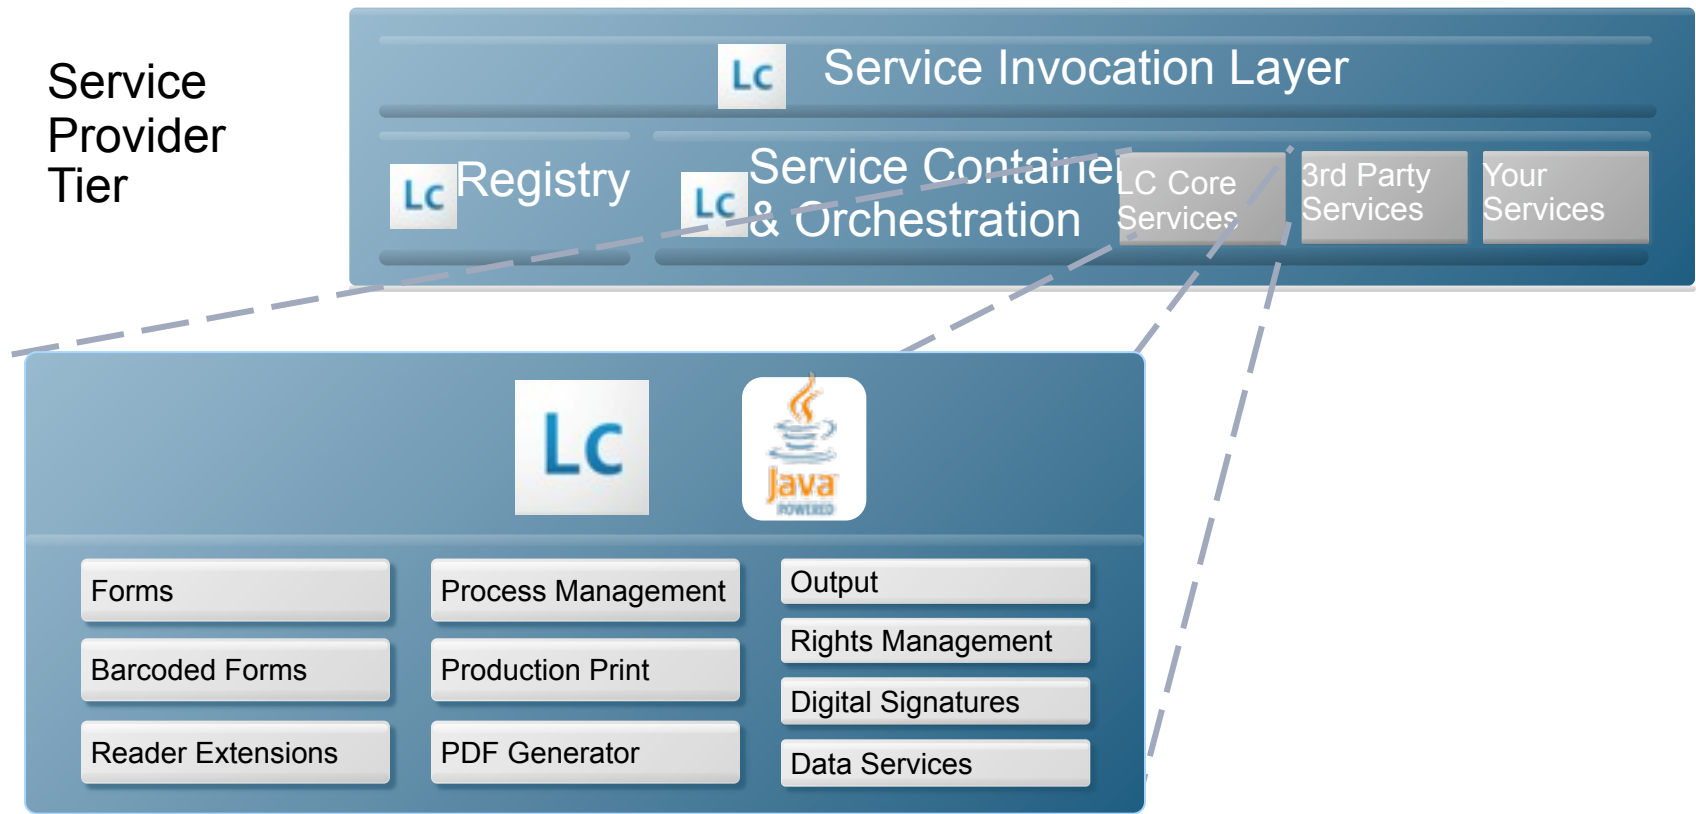 Service
Provider
Tier
Lc Service Invocation Layer
Lc Registry
Lc Service Container
& Orchestration
LC Core
Services
3rd Party
Services
Your
Services
Lc
Java
POWERED
Forms
Barcoded Forms
Reader Extensions
Process Management
Production Print
PDF Generator
Output
Rights Management
Digital Signatures
Data Services